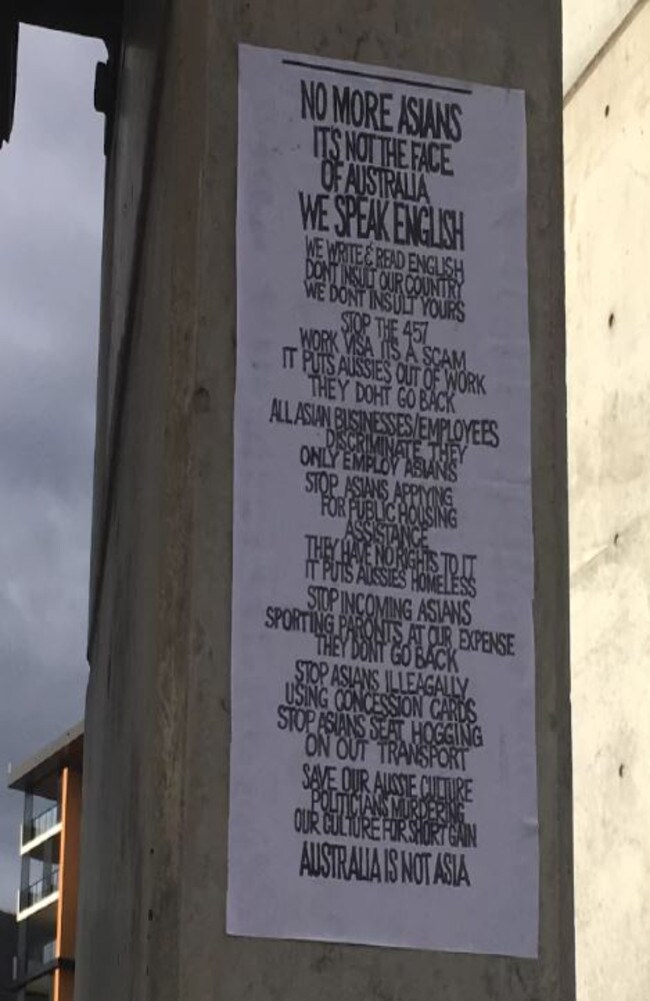 NO MORE ASIANS
IT'S NOT THE FACE
OF AUSTRALIA
WE SPEAK ENGLISH
WE WRITE & READ ENGLISH
DONT INSULT OUR COUNTRY
WE DONT INSULT YOURS
STOP THE 457
WORK VISA ITS A SCAM
IT PUTS AUSSIES OUT OF WORK
THEY DOHT GO BACK
ALL ASIAN BUSINESSES/EMPLOYEES
DISCRIMINATE THEY
ONLY EMPLOY ASIANS
STOP ASIANS APPLYING
FOR PUBLIC HOUSING
ASSISTANCE
THEY HAVE NO RIGHTS TO IT
IT PUTS AUSSIES HOMELESS
STOP INCOMING ASIANS
SPORTING PARONTS AT OUR EXPENSE
THEY DONT GO BACK
STOP ASIANS ILLEAGALLY
USING CONCESSION CARDS
STOP ASIANS SEAT HOGGING
ON OUT TRANSPORT
SAVE OUR AUSSIE CULTURE
POLITICIANS MURDERING
OUR CULTURE FOR SHORT GAIN
AUSTRALIA IS NOT ASIA